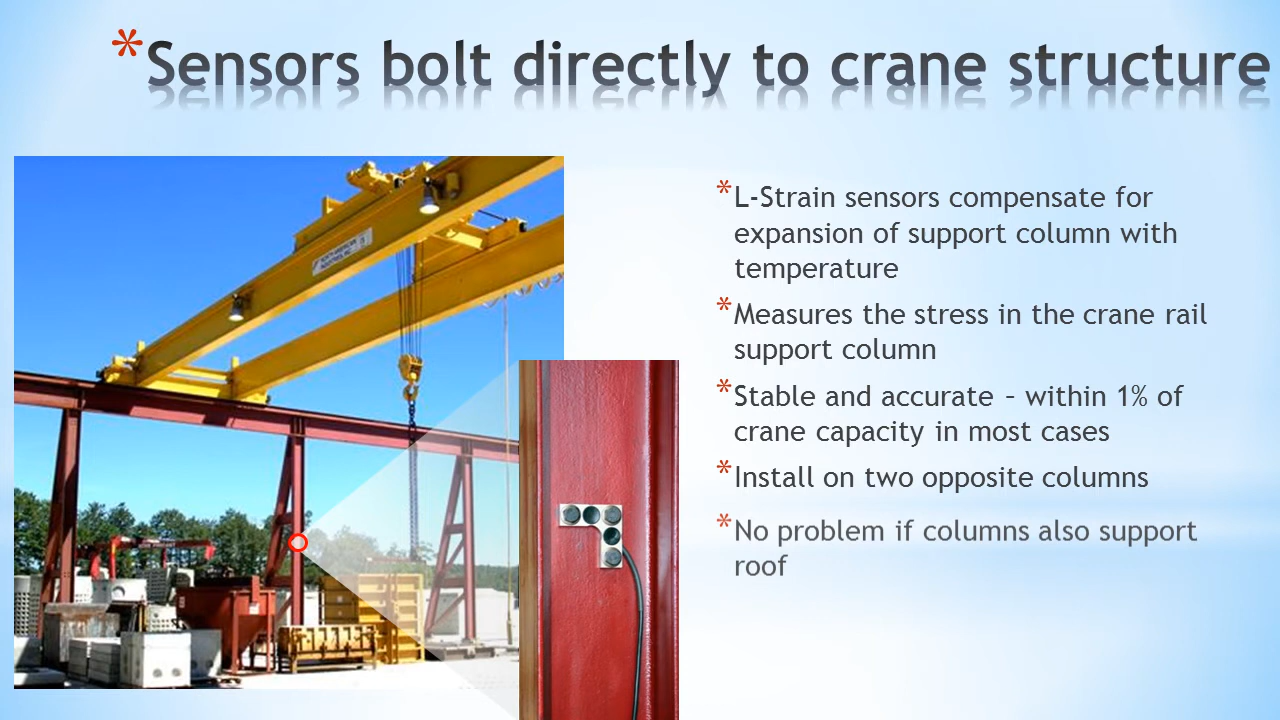 *Sensors bolt directly to crane structure
*L-Strain sensors compensate for
expansion of support column with
temperature
*Measures the stress in the crane rail
support column
*Stable and accurate – within 1% of
crane capacity in most cases
*Install on two opposite columns
*No problem if columns also support
roof